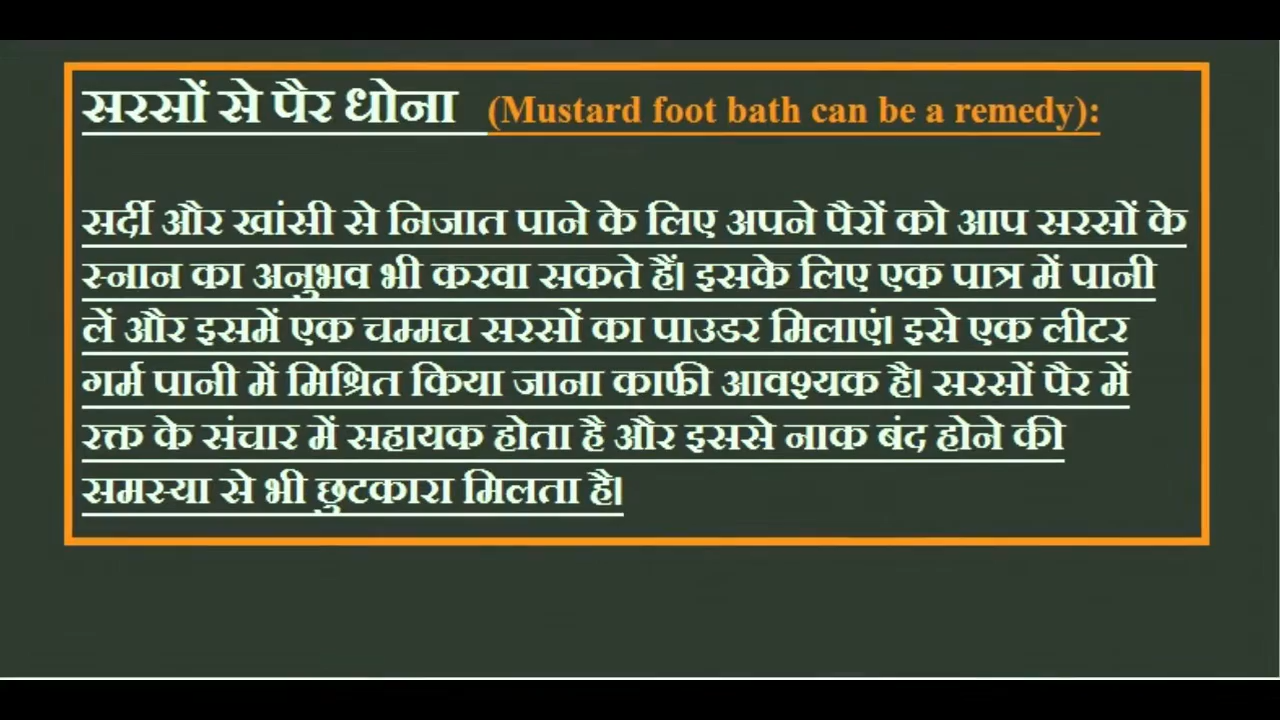 सरसों से पैर धोना (Mustard foot bath can be a remedy):
सर्दी और खांसी से निजात पाने के लिए अपने पैरों को आप सरसों के
स्नान का अनुभव भी करवा सकते हैं। इसके लिए एक पात्र में पानी
लें और इसमें एक चम्मच सरसों का पाउडर मिलाएं। इसे एक लीटर
गर्म पानी में मिश्रित किया जाना काफी आवश्यक है। सरसों पैर में
रक्त के संचार में सहायक होता है और इससे नाक बंद होने की
समस्या से भी छुटकारा मिलता है।